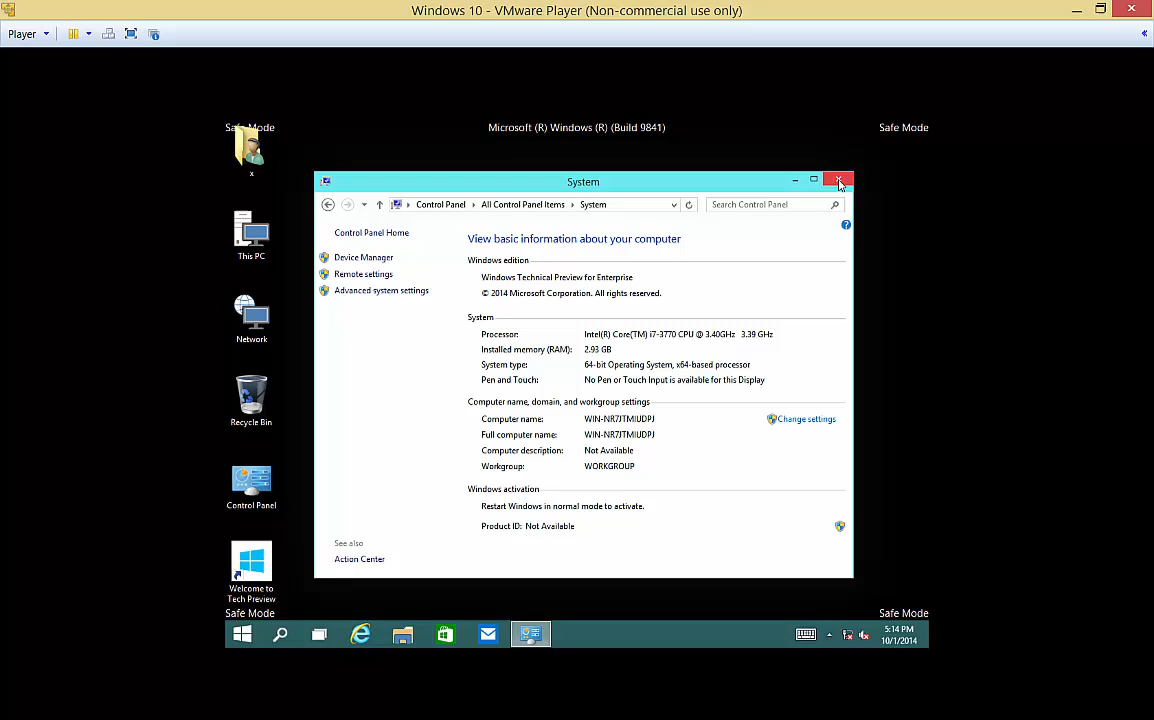 Windows 10 - VMware Player (Non-commercial use only)
Player
Safe Mode
Microsoft (R) Windows (R) (Build 9841)
Safe Mode
x
This PC
Network
Recycle Bin
Control Panel
Welcome to
Tech Preview
System
Control Panel
All Control Panel Items
System
Search Control Panel
Control Panel Home
Device Manager
Remote settings
Advanced system settings
See also
Action Center
View basic information about your computer
Windows edition
Windows Technical Preview for Enterprise
© 2014 Microsoft Corporation. All rights reserved.
System
Processor: Intel(R) Core(TM) i7-3770 CPU @ 3.40GHz 3.39 GHz
Installed memory (RAM): 2.93 GB
System type: 64-bit Operating System, x64-based processor
Pen and Touch: No Pen or Touch Input is available for this Display
Computer name, domain, and workgroup settings
Computer name: WIN-NR7JTMIUDPJ Change settings
Full computer name: WIN-NR7JTMIUDPJ
Computer description: Not Available
Workgroup: WORKGROUP
Windows activation
Restart Windows in normal mode to activate.
Product ID: Not Available
Safe Mode
Safe Mode
5:14 PM
10/1/2014